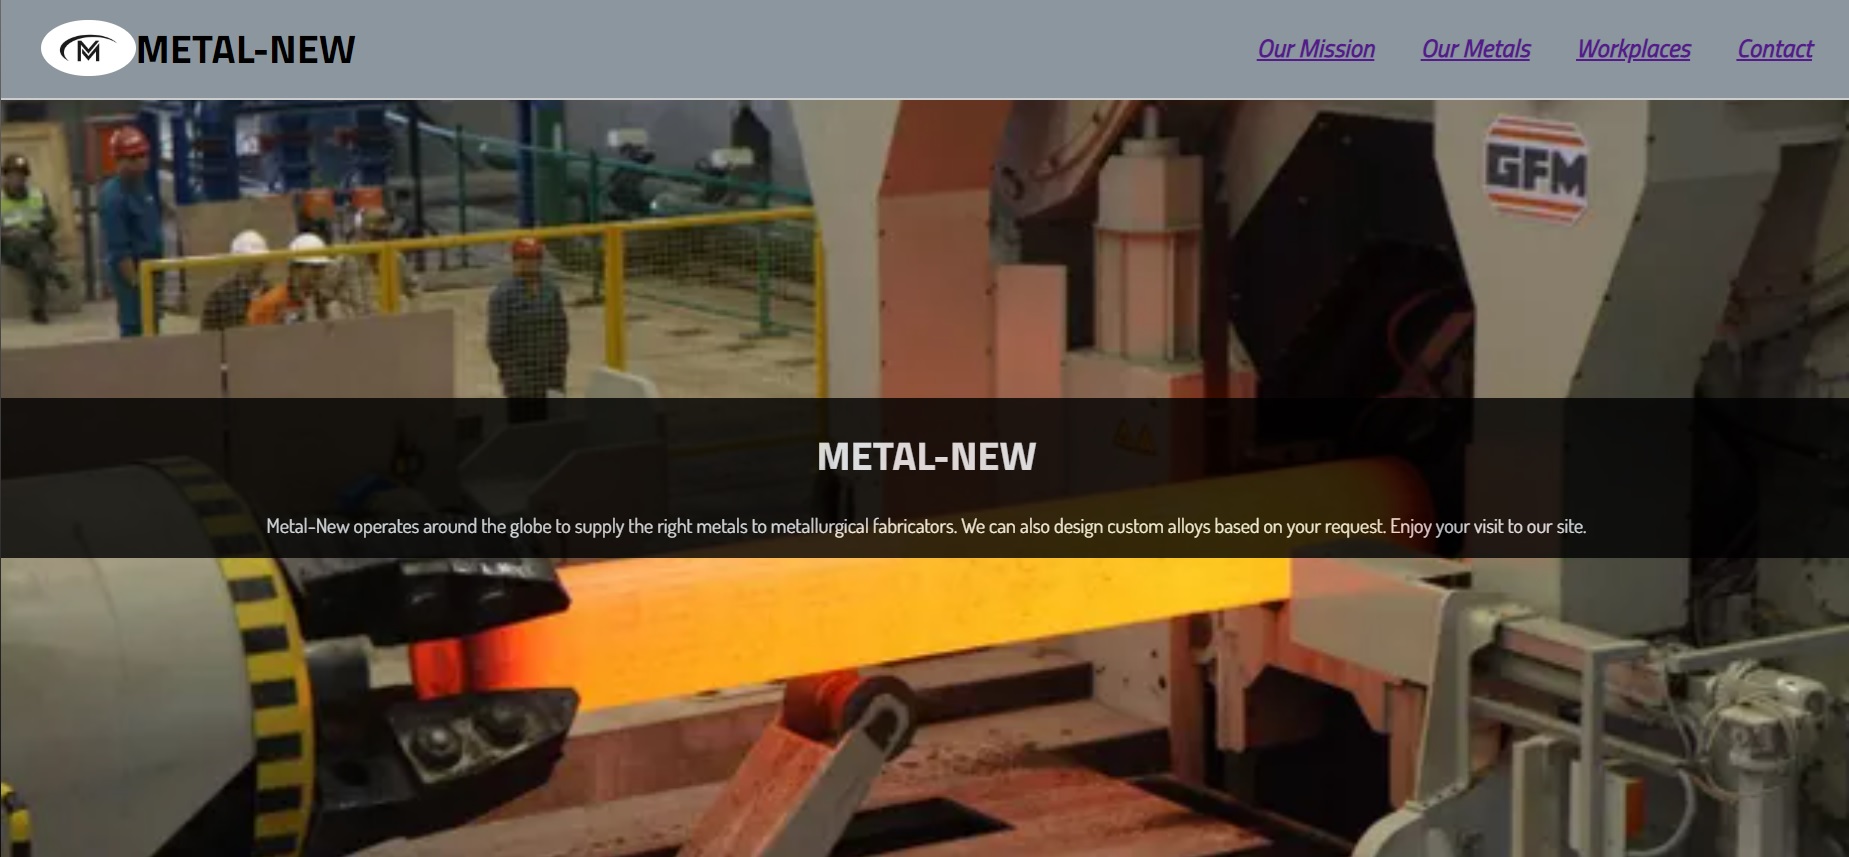 METAL-NEW
Our Mission
Our Metals
Workplaces
Contact
GFM
METAL-NEW
Metal-New operates around the globe to supply the right metals to metallurgical fabricators. We can also design custom alloys based on your request. Enjoy your visit to our site.